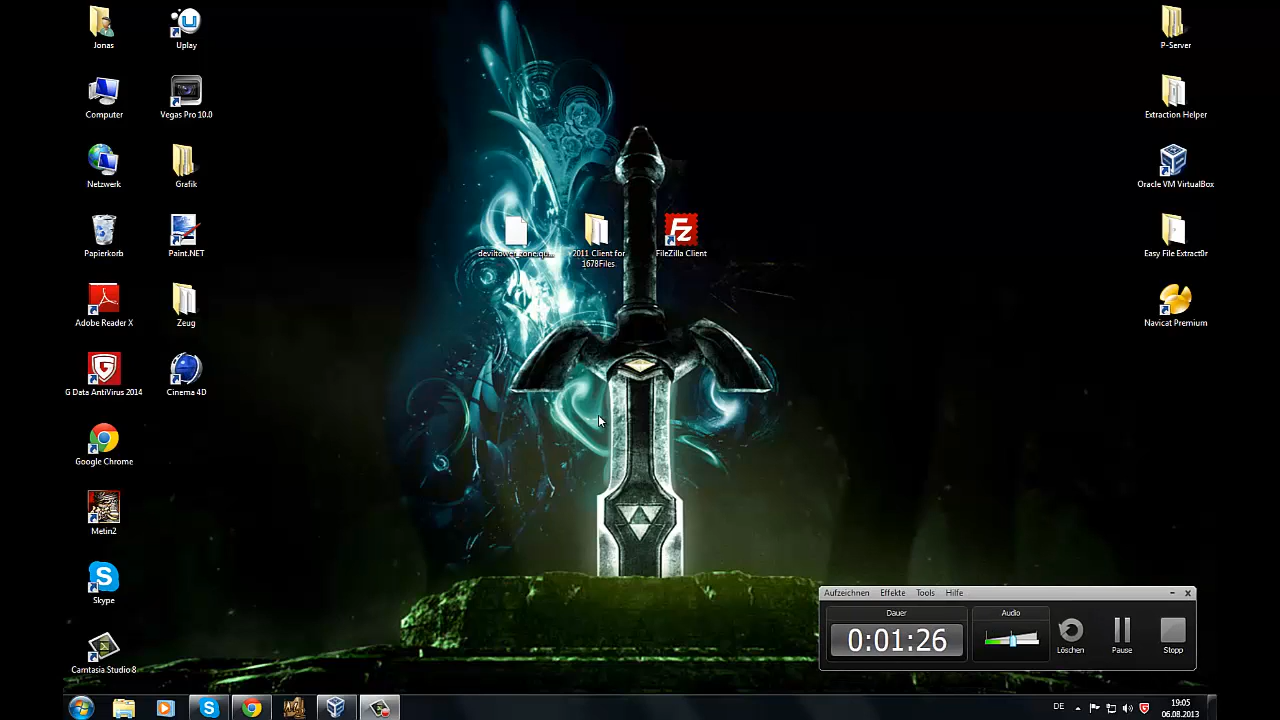 Jonas
Uplay
Computer
Vegas Pro 10.0
Netzwerk
Grafik
Papierkorb
Paint.NET
Adobe Reader X
Zeug
G Data AntiVirus 2014
Cinema 4D
Google Chrome
Metin2
Skype
Camtasia Studio 8
deviltower_zone.qu...
2011 Client for
1678Files.
FileZilla Client
P-Server
Extraction Helper
Oracle VM VirtualBox
Easy File Extract0r
Navicat Premium
Aufzeichnen Effekte Tools Hilfe
Dauer
Audio
0:01:26
Löschen
Pause
Stopp
DE
19:05
06.08.2013